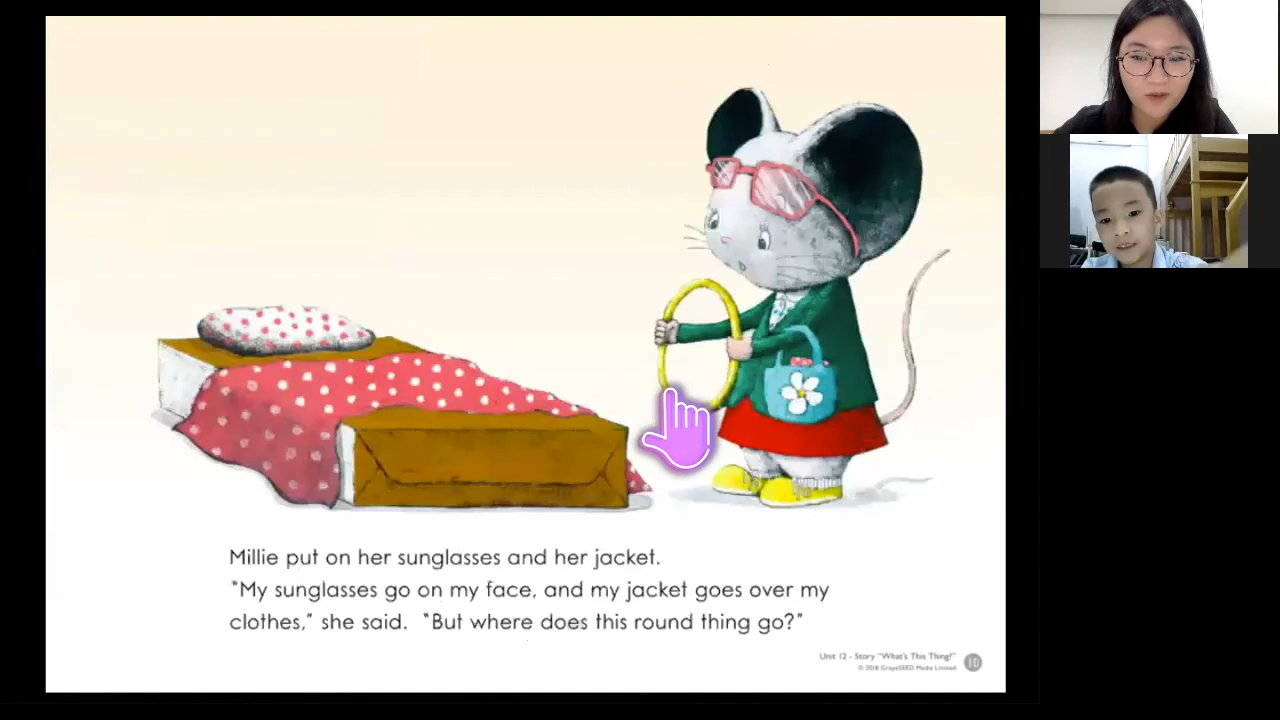 Millie put on her sunglasses and her jacket.
"My sunglasses go on my face, and my jacket goes over my
clothes," she said. "But where does this round thing go?"
Unit 12 - Story "What's This Thing?"
© 2018 GrapeSEED Media Limited
10